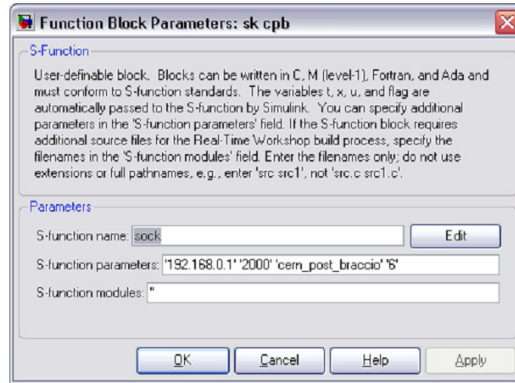 Function Block Parameters: sk cpb
S-Function
User-definable block. Blocks can be written in C, M (level-1), Fortran, and Ada and
must conform to S-function standards. The variables t, x, u, and flag are
automatically passed to the S-function by Simulink. You can specify additional
parameters in the 'S-function parameters' field. If the S-function block requires
additional source files for the Real-Time Workshop build process, specify the
filenames in the 'S-function modules' field. Enter the filenames only; do not use
extensions or full pathnames, e.g., enter 'src src1', not 'src.c src1.c'.
Parameters
S-function name: sock
Edit
S-function parameters: '192.168.0.1' '2000' 'cern_post_braccio' '6'
S-function modules: ''
OK Cancel Help Apply